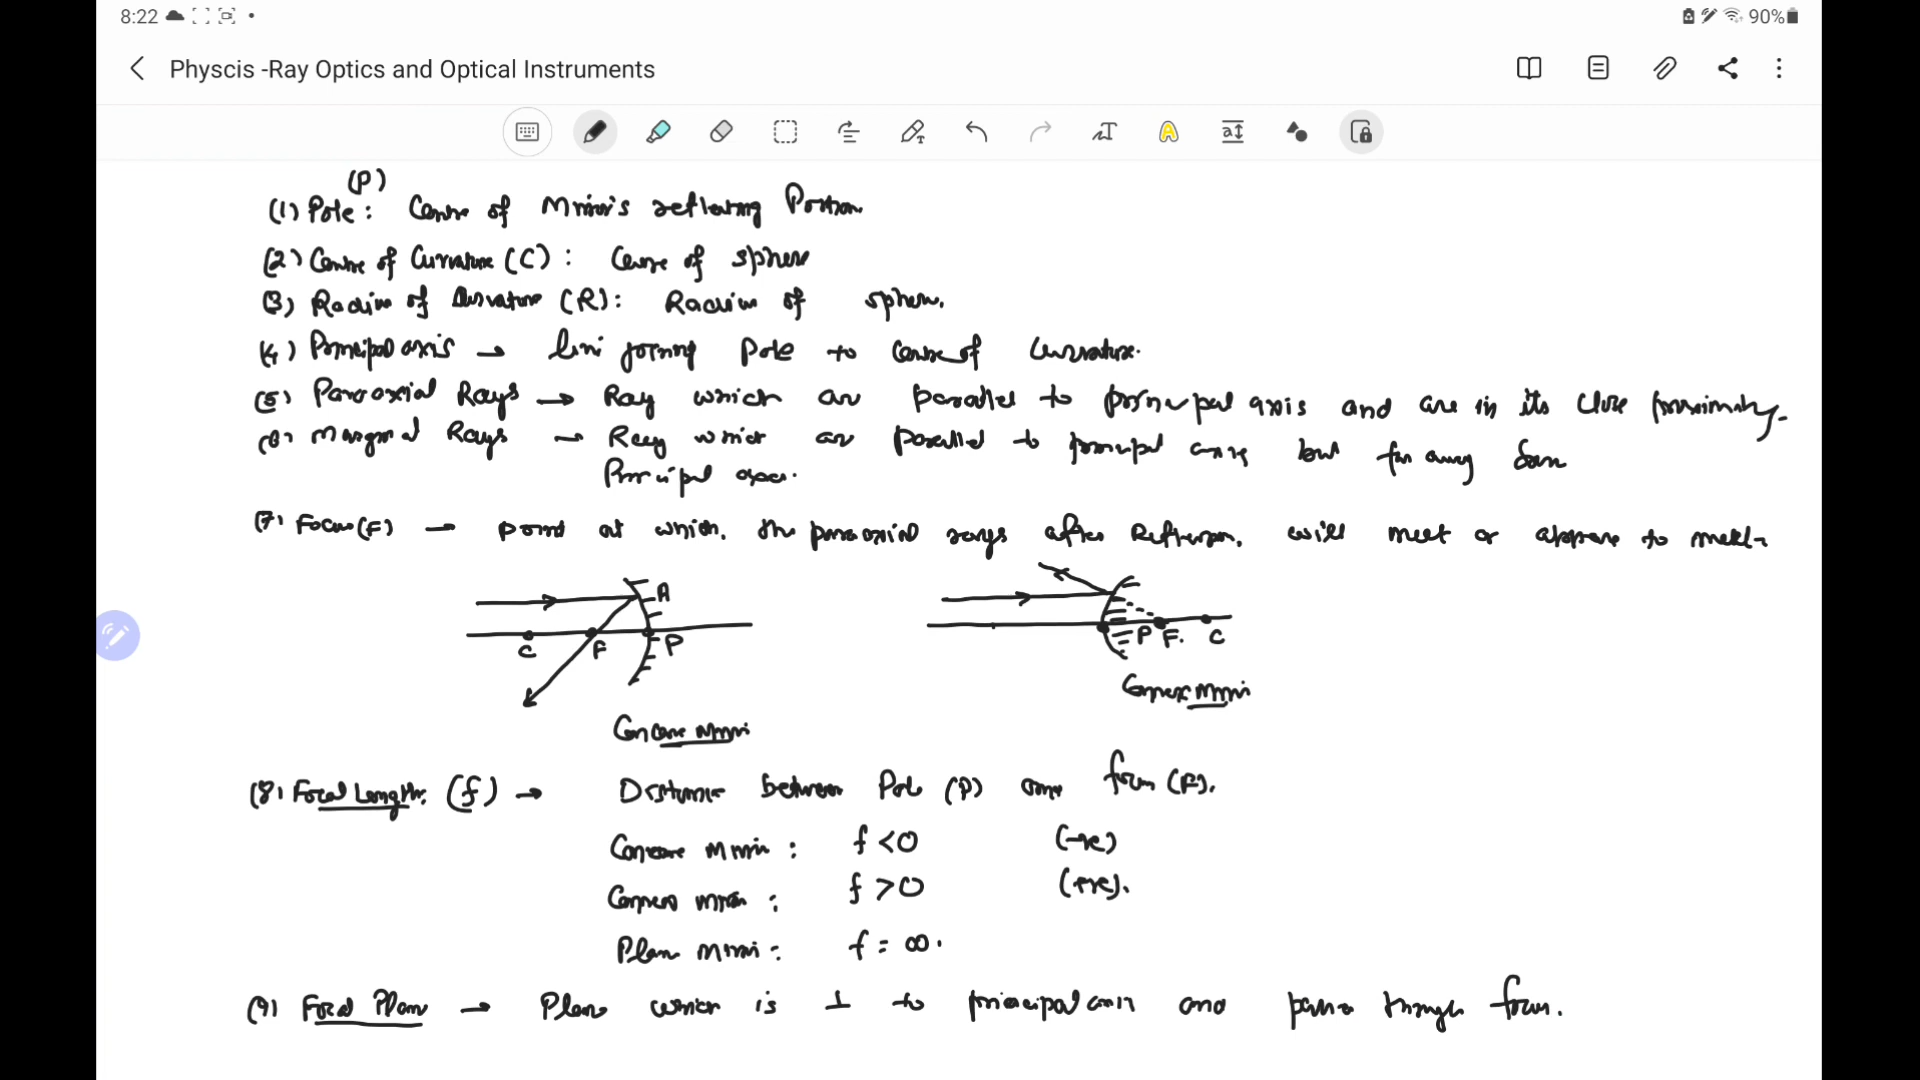 8:22
90%
Physcis -Ray Optics and Optical Instruments
(P)
(1) Pole: Centre of Mirror's reflecting Portion
(2) Centre of Curvature (C): Centre of sphere
(3) Radius of Curvature (R): Radius of sphere.
(4) Principal axis → line joining Pole to Centre of Curvature.
(5) Paraxial Rays → Ray which are parallel to principal axis and are in its close proximity.
(6) Marginal Rays → Ray which are parallel to principal axis but far away from
Principal axis.
(7) Focus (F) → point at which the paraxial rays after Reflection. will meet or appear to meet
A
C F P
P F. C
Convex Mirror
Concave Mirror
(8) Focal Length: (f) → Distance between Pole (P) and focus (F).
Concave Mirror: f <0 (-ve)
Convex mirror: f >0 (+ve).
Plane Mirror: f = ∞.
(9) Focal Plane → Plane which is ⊥ to principal axis and passes through focus.